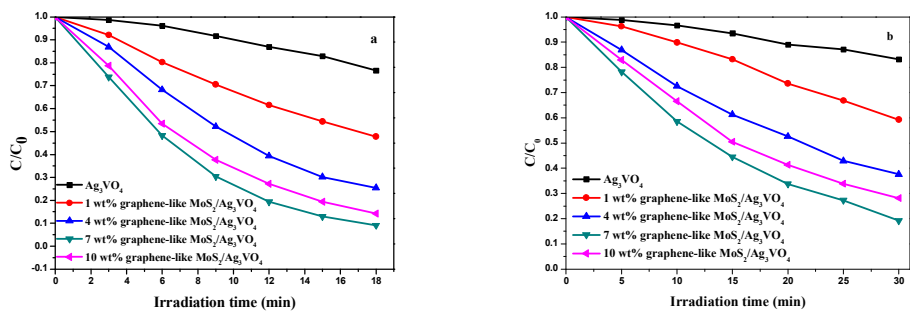 1.0
0.9
0.8
0.7
0.6
0.5
0.4
0.3
0.2
0.1
0.0
-0.1
C/C₀
a
Ag₃VO₄
1 wt% graphene-like MoS₂/Ag₃VO₄
4 wt% graphene-like MoS₂/Ag₃VO₄
7 wt% graphene-like MoS₂/Ag₃VO₄
10 wt% graphene-like MoS₂/Ag₃VO₄
0 2 4 6 8 10 12 14 16 18
Irradiation time (min)
1.0
0.9
0.8
0.7
0.6
0.5
0.4
0.3
0.2
0.1
0.0
C/C₀
b
Ag₃VO₄
1 wt% graphene-like MoS₂/Ag₃VO₄
4 wt% graphene-like MoS₂/Ag₃VO₄
7 wt% graphene-like MoS₂/Ag₃VO₄
10 wt% graphene-like MoS₂/Ag₃VO₄
0 5 10 15 20 25 30
Irradiation time (min)